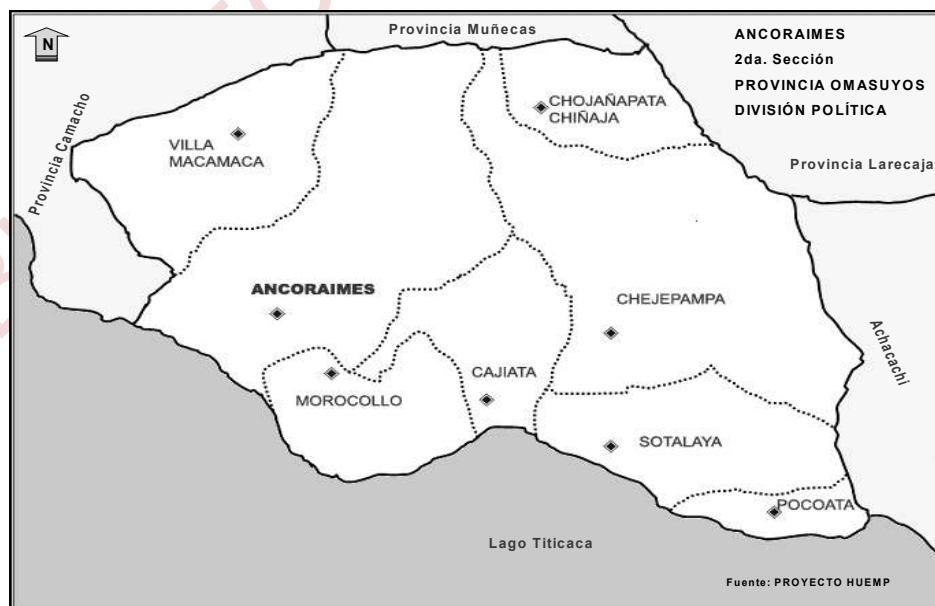 N
Provincia Muñecas
ANCORAIMES
2da. Sección
PROVINCIA OMASUYOS
DIVISIÓN POLÍTICA
Provincia Camacho
VILLA
MACAMACA
CHOJAÑAPATA
CHIÑAJA
Provincia Larecaja
ANCORAIMES
CHEJEPAMPA
Achacachi
MOROCOLLO
CAJIATA
SOTALAYA
POCOATA
Lago Titicaca
Fuente: PROYECTO HUEMP